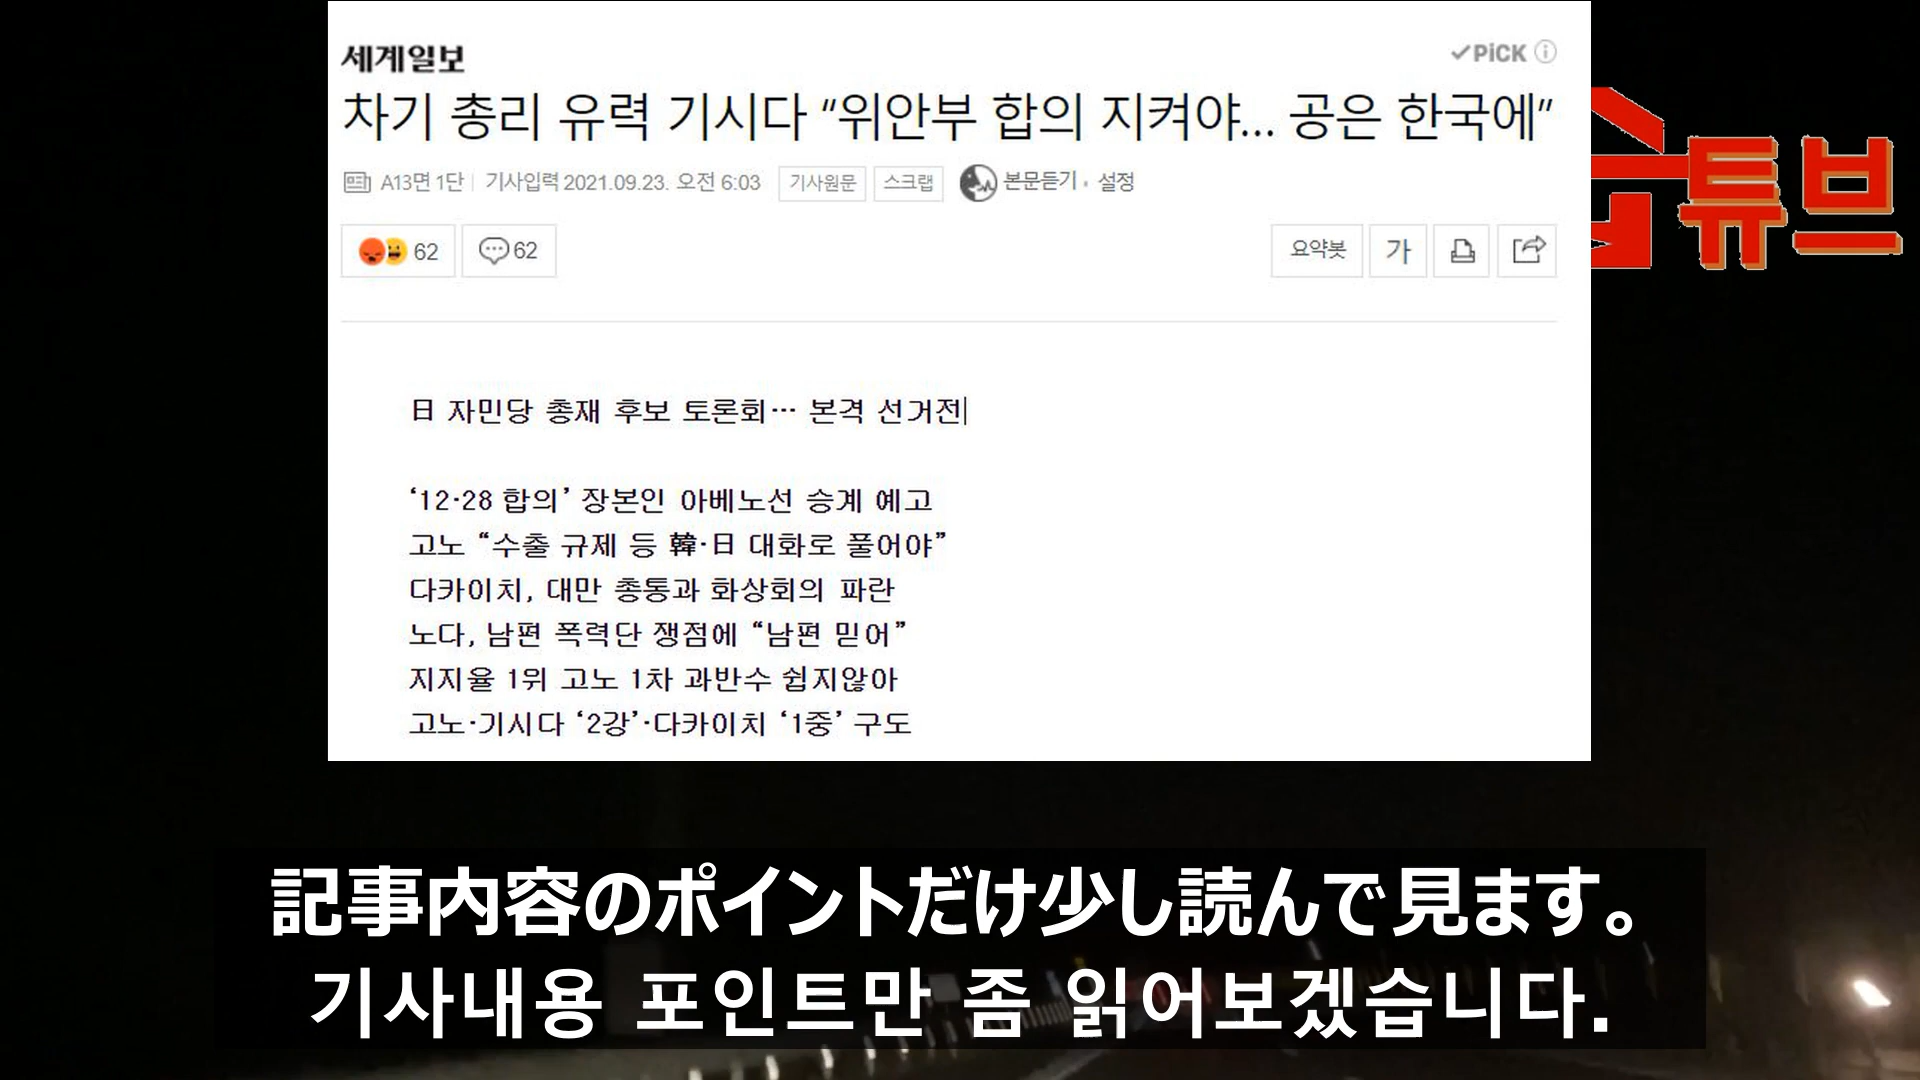 세계일보
✓PiCK
차기 총리 유력 기시다 “위안부 합의 지켜야... 공은 한국에”
A13면 1단 기사입력 2021.09.23. 오전 6:03 기사원문 스크랩 본문듣기 · 설정
62 62 요약봇 가
튜브
日 자민당 총재 후보 토론회… 본격 선거전
‘12·28 합의’ 장본인 아베노선 승계 예고
고노 “수출 규제 등 韓·日 대화로 풀어야”
다카이치, 대만 총통과 화상회의 파란
노다, 남편 폭력단 쟁점에 “남편 믿어”
지지율 1위 고노 1차 과반수 쉽지않아
고노·기시다 ‘2강’·다카이치 ‘1중’ 구도
記事内容のポイントだけ少し読んで見ます。
기사내용 포인트만 좀 읽어보겠습니다.